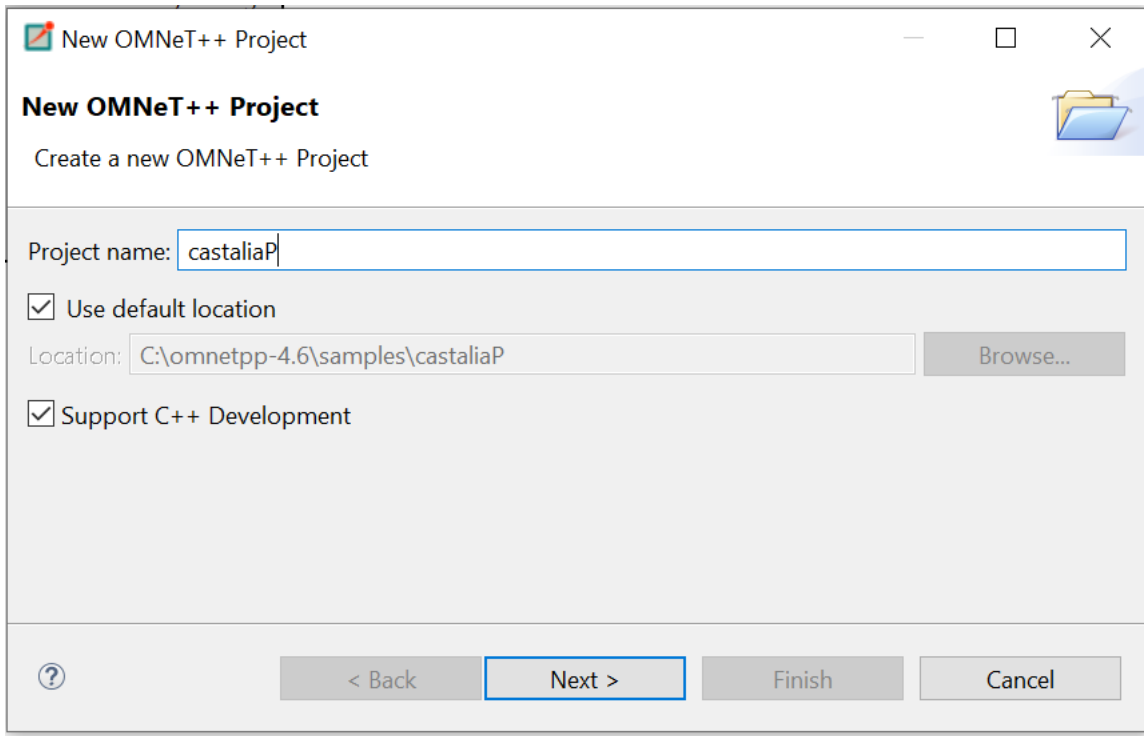 New OMNeT++ Project
New OMNeT++ Project
Create a new OMNeT++ Project
Project name: castaliaP
Use default location
Location: C:\omnetpp-4.6\samples\castaliaP Browse...
Support C++ Development
? < Back Next > Finish Cancel